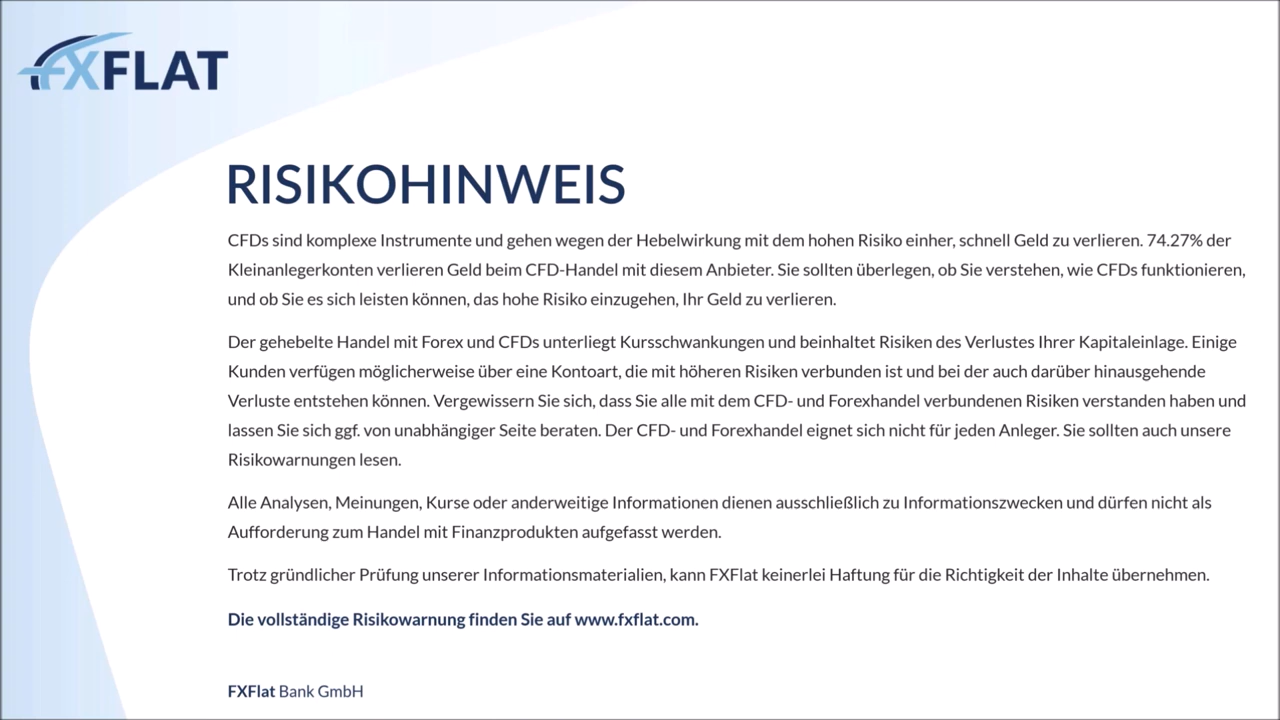 FXFLAT
RISIKOHINWEIS
CFDs sind komplexe Instrumente und gehen wegen der Hebelwirkung mit dem hohen Risiko einher, schnell Geld zu verlieren. 74.27% der
Kleinanlegerkonten verlieren Geld beim CFD-Handel mit diesem Anbieter. Sie sollten überlegen, ob Sie verstehen, wie CFDs funktionieren,
und ob Sie es sich leisten können, das hohe Risiko einzugehen, Ihr Geld zu verlieren.
Der gehebelte Handel mit Forex und CFDs unterliegt Kursschwankungen und beinhaltet Risiken des Verlustes Ihrer Kapitaleinlage. Einige
Kunden verfügen möglicherweise über eine Kontoart, die mit höheren Risiken verbunden ist und bei der auch darüber hinausgehende
Verluste entstehen können. Vergewissern Sie sich, dass Sie alle mit dem CFD- und Forexhandel verbundenen Risiken verstanden haben und
lassen Sie sich ggf. von unabhängiger Seite beraten. Der CFD- und Forexhandel eignet sich nicht für jeden Anleger. Sie sollten auch unsere
Risikowarnungen lesen.
Alle Analysen, Meinungen, Kurse oder anderweitige Informationen dienen ausschließlich zu Informationszwecken und dürfen nicht als
Aufforderung zum Handel mit Finanzprodukten aufgefasst werden.
Trotz gründlicher Prüfung unserer Informationsmaterialien, kann FXFlat keinerlei Haftung für die Richtigkeit der Inhalte übernehmen.
Die vollständige Risikowarnung finden Sie auf www.fxflat.com.
FXFlat Bank GmbH